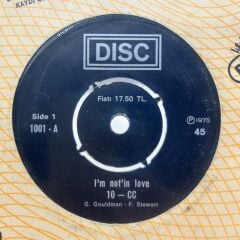 DISC
Fiatı 17.50 TL.
Side 1
1001 - A
P 1975
45
I'm not'in love
10 — CC
G. Gouldman - F. Stewart